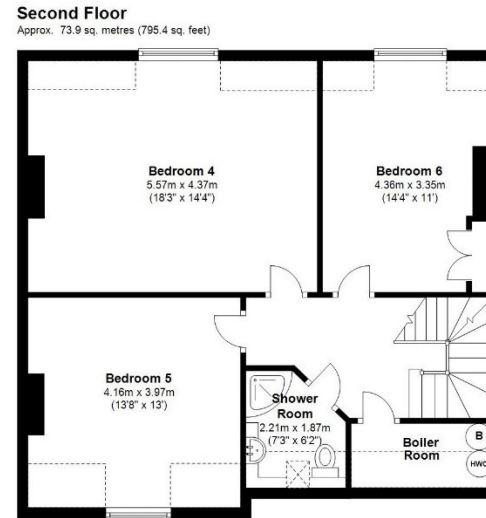 Second Floor
Approx. 73.9 sq. metres (795.4 sq. feet)
Bedroom 4
5.57m x 4.37m
(18'3" x 14'4")
Bedroom 6
4.36m x 3.35m
(14'4" x 11')
Bedroom 5
4.16m x 3.97m
(13'8" x 13')
Shower
Room
2.21m x 1.87m
(7'3" x 6'2")
Boiler
Room
B
HWC